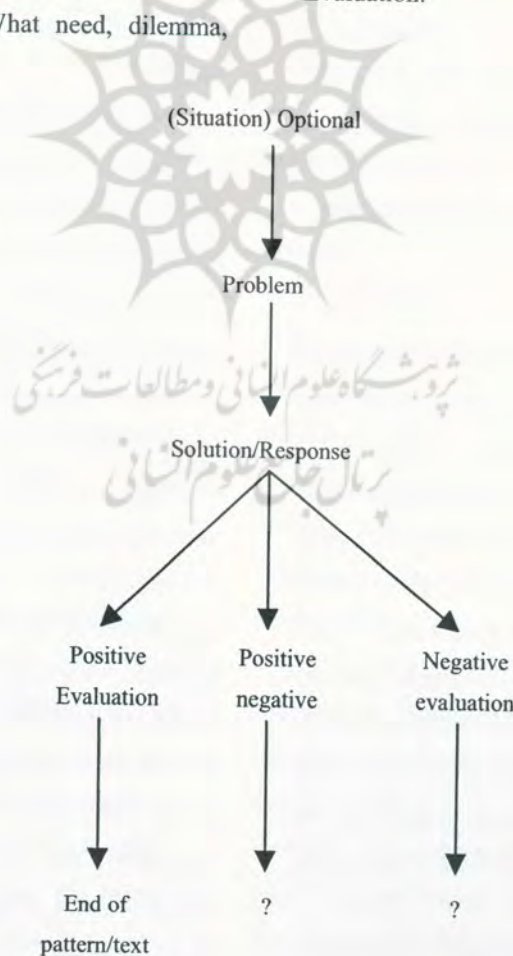 What need, dilemma,
(Situation) Optional
Problem
پژوهشگاه علوم انسانی و مطالعات فرهنگی
Solution/Response
پرتال جامع علوم انسانی
Positive
Evaluation
Positive
negative
Negative
evaluation
End of
pattern/text
?
?